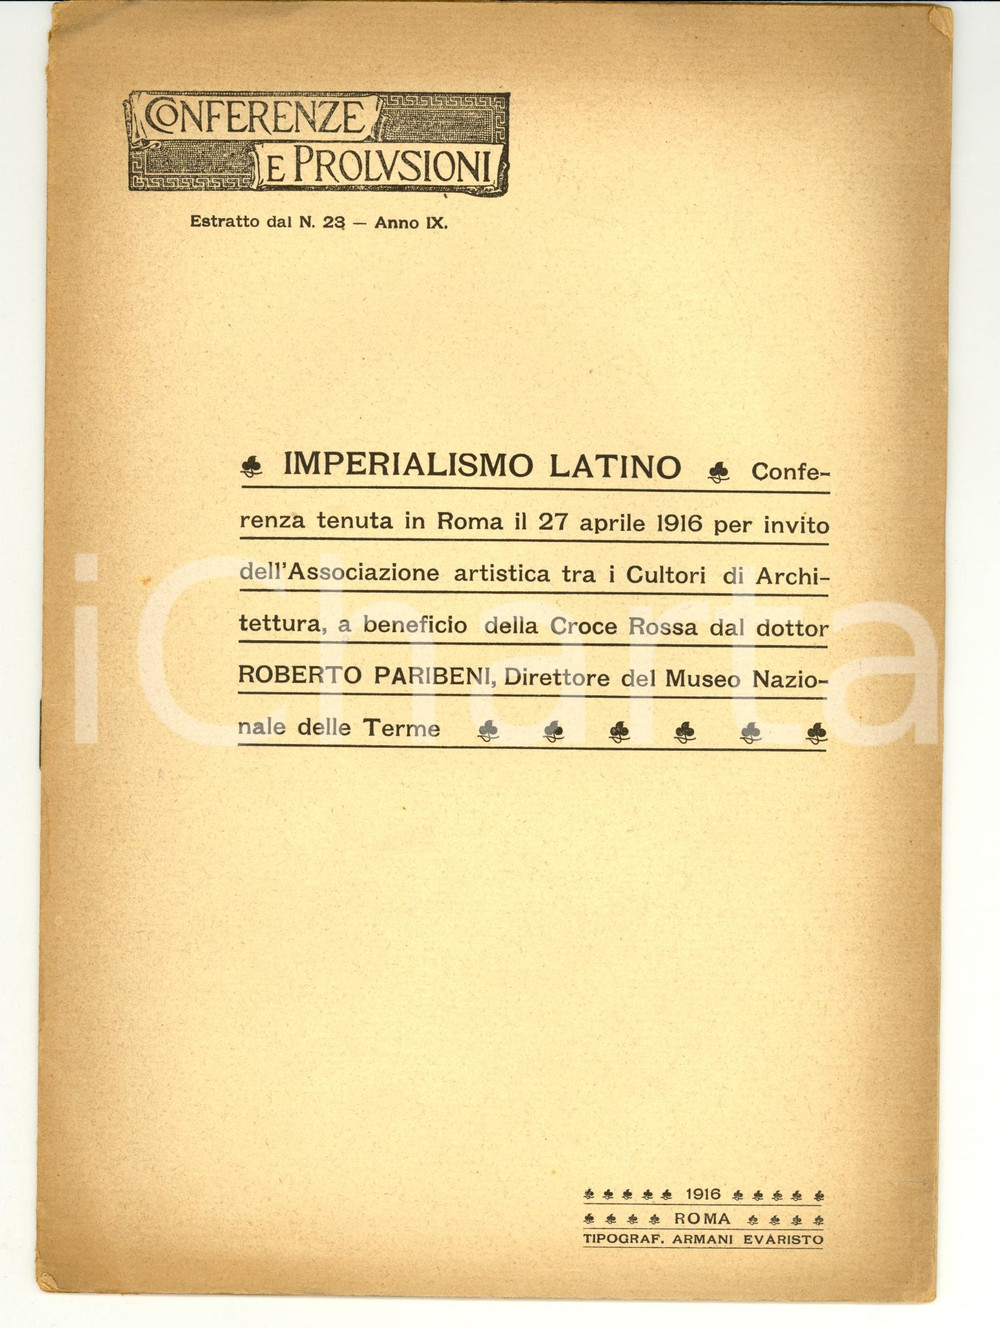 CONFERENZE
E PROLVSIONI
Estratto dal N. 23 — Anno IX.
IMPERIALISMO LATINO Confe-
renza tenuta in Roma il 27 aprile 1916 per invito
dell'Associazione artistica tra i Cultori di Archi-
tettura, a beneficio della Croce Rossa dal dottor
ROBERTO PARIBENI, Direttore del Museo Nazio-
nale delle Terme
iCharta
1916
ROMA
TIPOGRAF. ARMANI EVARISTO